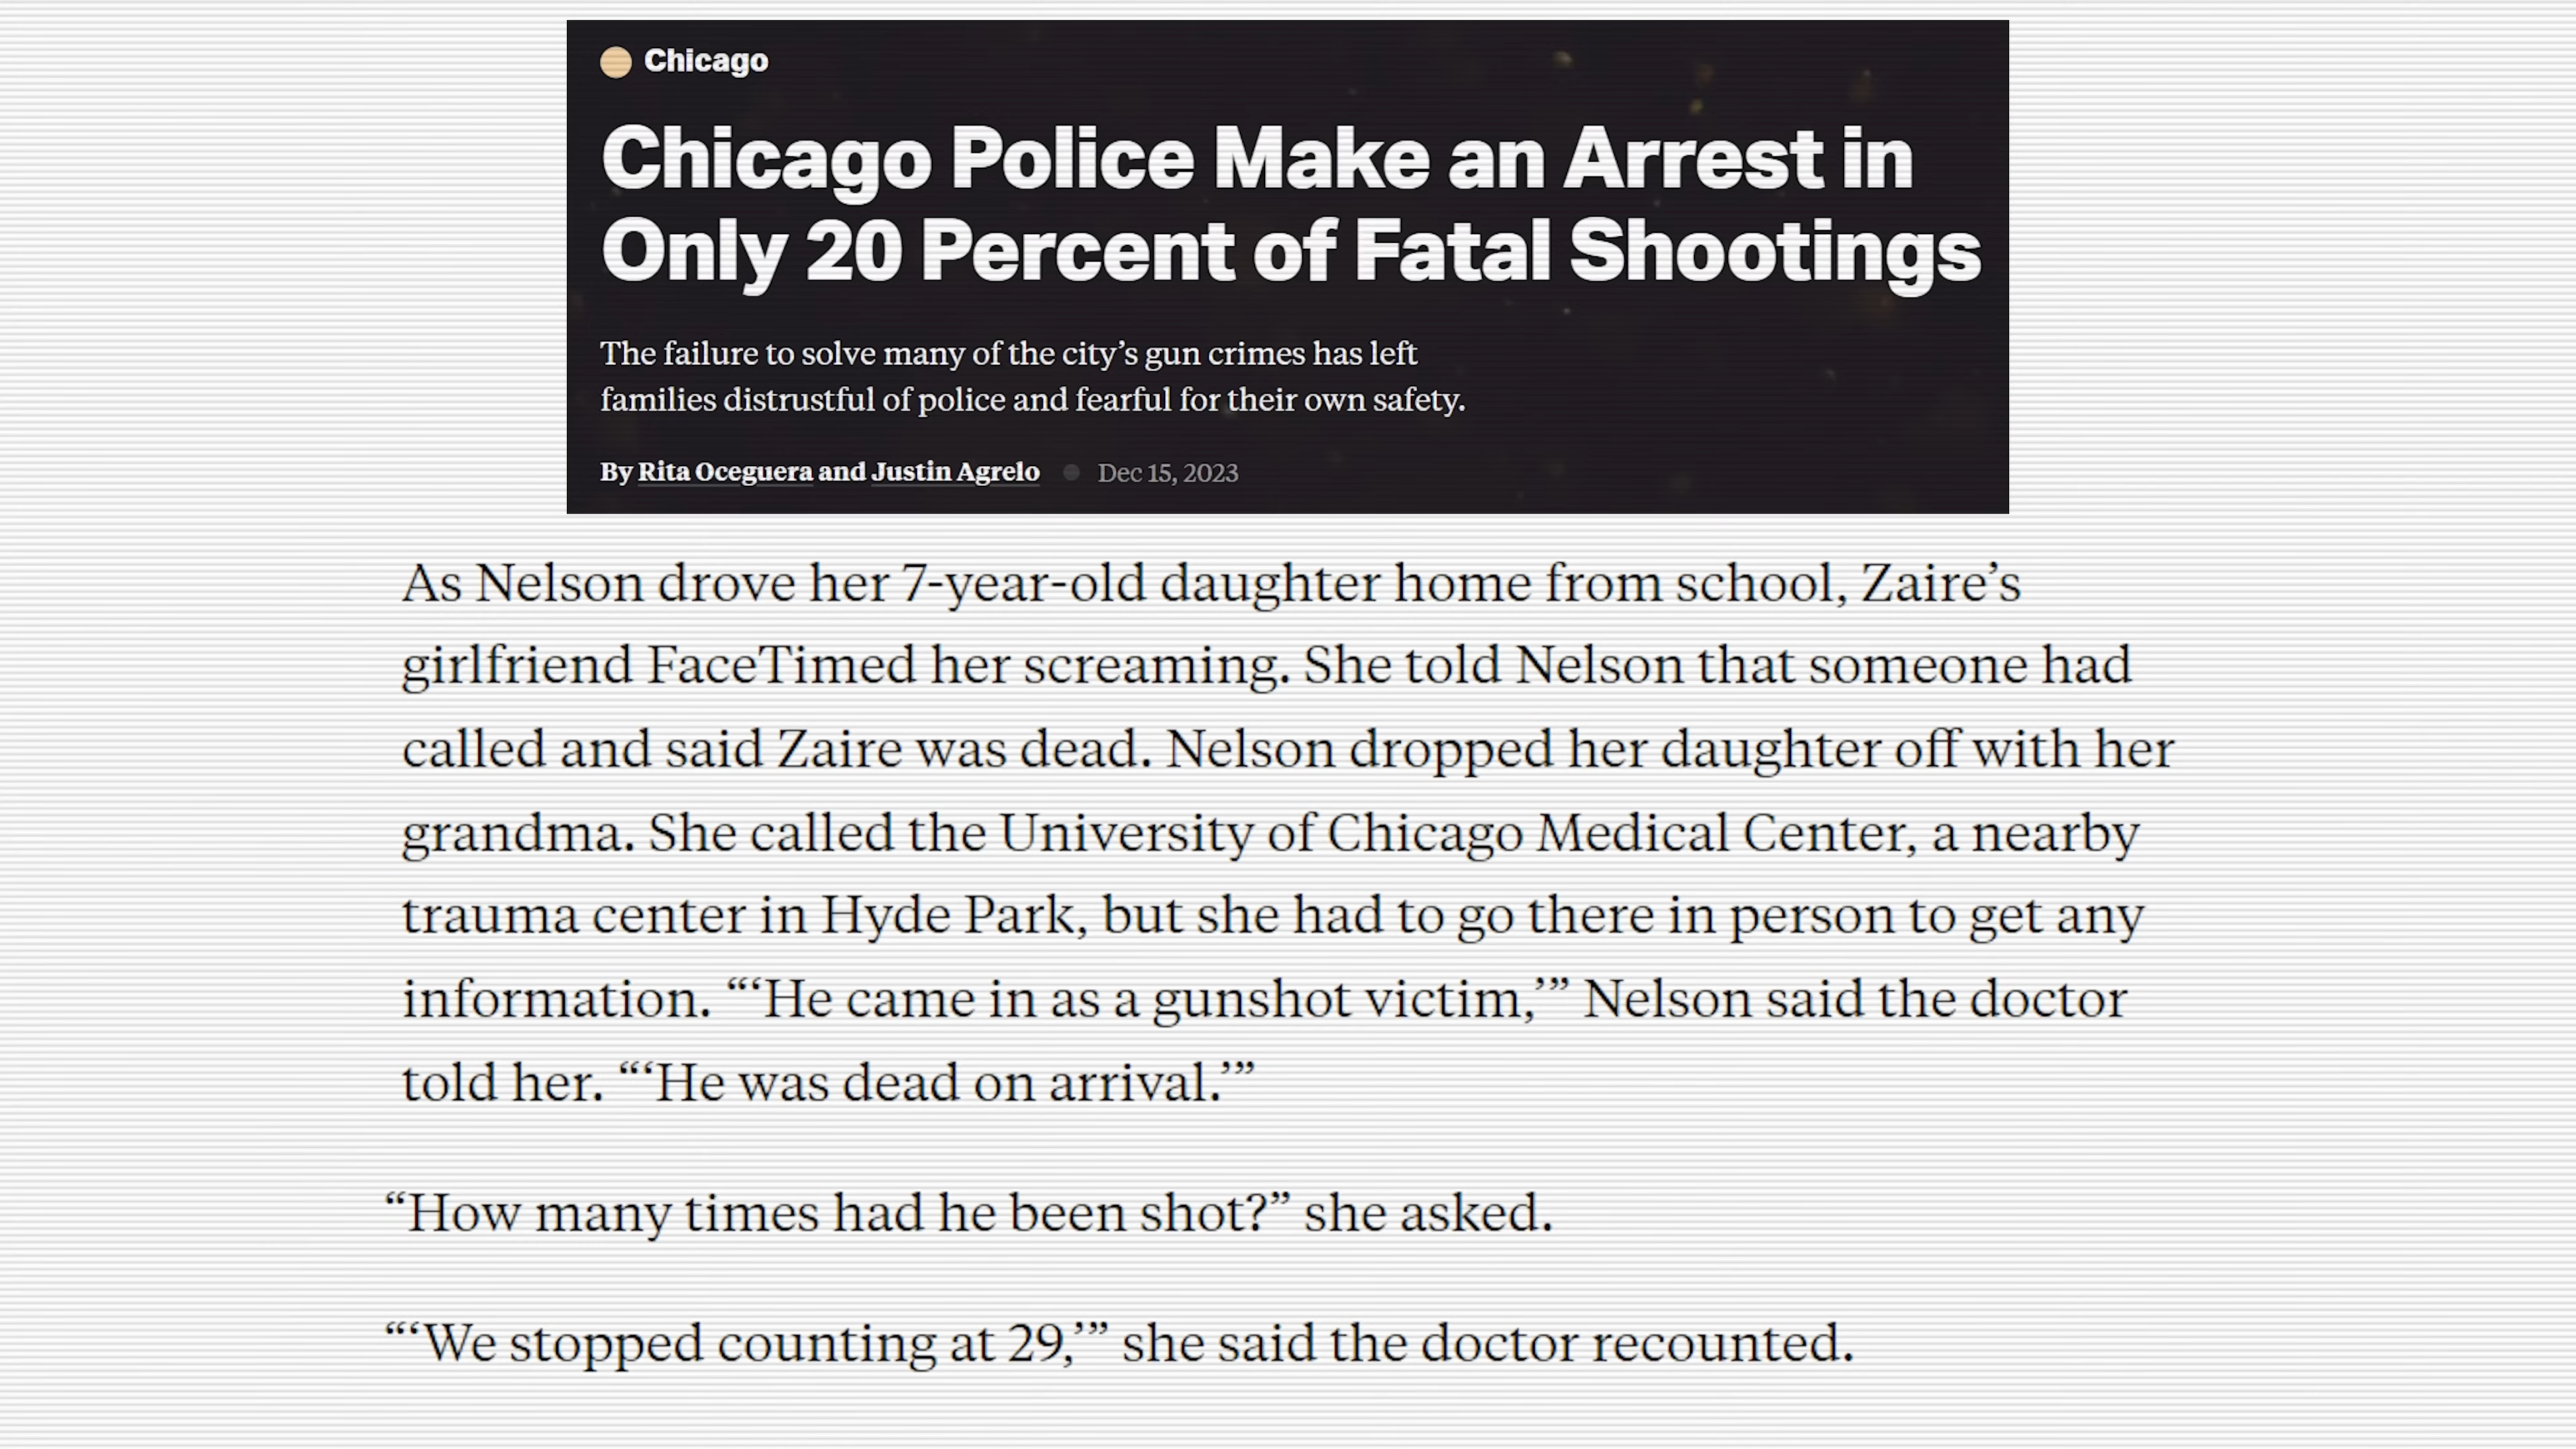 Chicago
Chicago Police Make an Arrest in
Only 20 Percent of Fatal Shootings
The failure to solve many of the city’s gun crimes has left
families distrustful of police and fearful for their own safety.
By Rita Oceguera and Justin Agrelo Dec 15, 2023
As Nelson drove her 7-year-old daughter home from school, Zaire’s
girlfriend FaceTimed her screaming. She told Nelson that someone had
called and said Zaire was dead. Nelson dropped her daughter off with her
grandma. She called the University of Chicago Medical Center, a nearby
trauma center in Hyde Park, but she had to go there in person to get any
information. “‘He came in as a gunshot victim,’” Nelson said the doctor
told her. “‘He was dead on arrival.’”
“How many times had he been shot?” she asked.
“‘We stopped counting at 29,’” she said the doctor recounted.